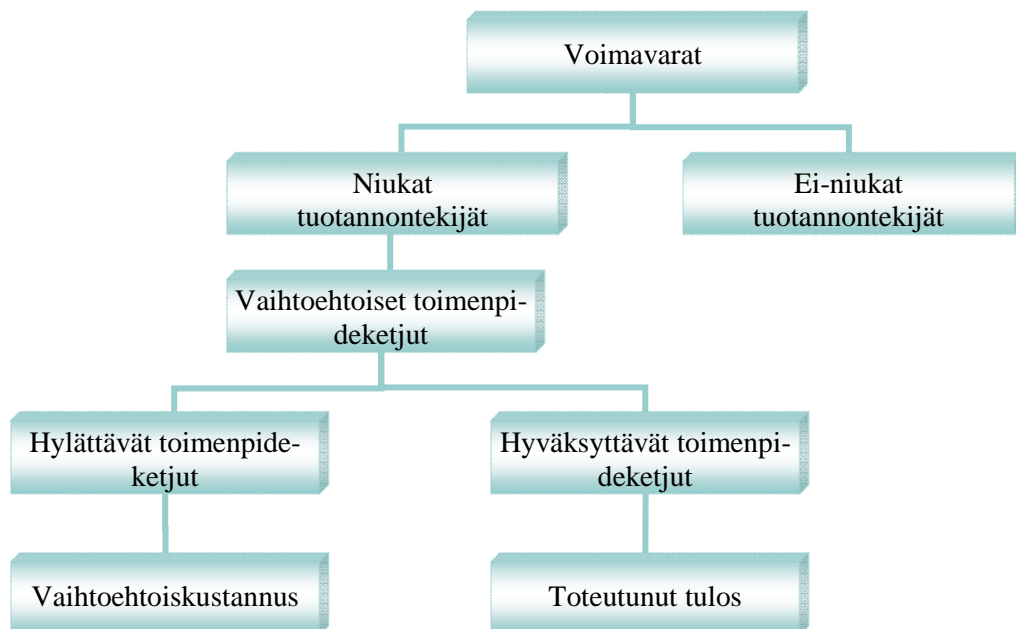 Voimavarat
Niukat
tuotannontekijät
Ei-niukat
tuotannontekijät
Vaihtoehtoiset toimenpi-
deketjut
Hylättävät toimenpide-
ketjut
Hyväksyttävät toimenpi-
deketjut
Vaihtoehtoiskustannus
Toteutunut tulos